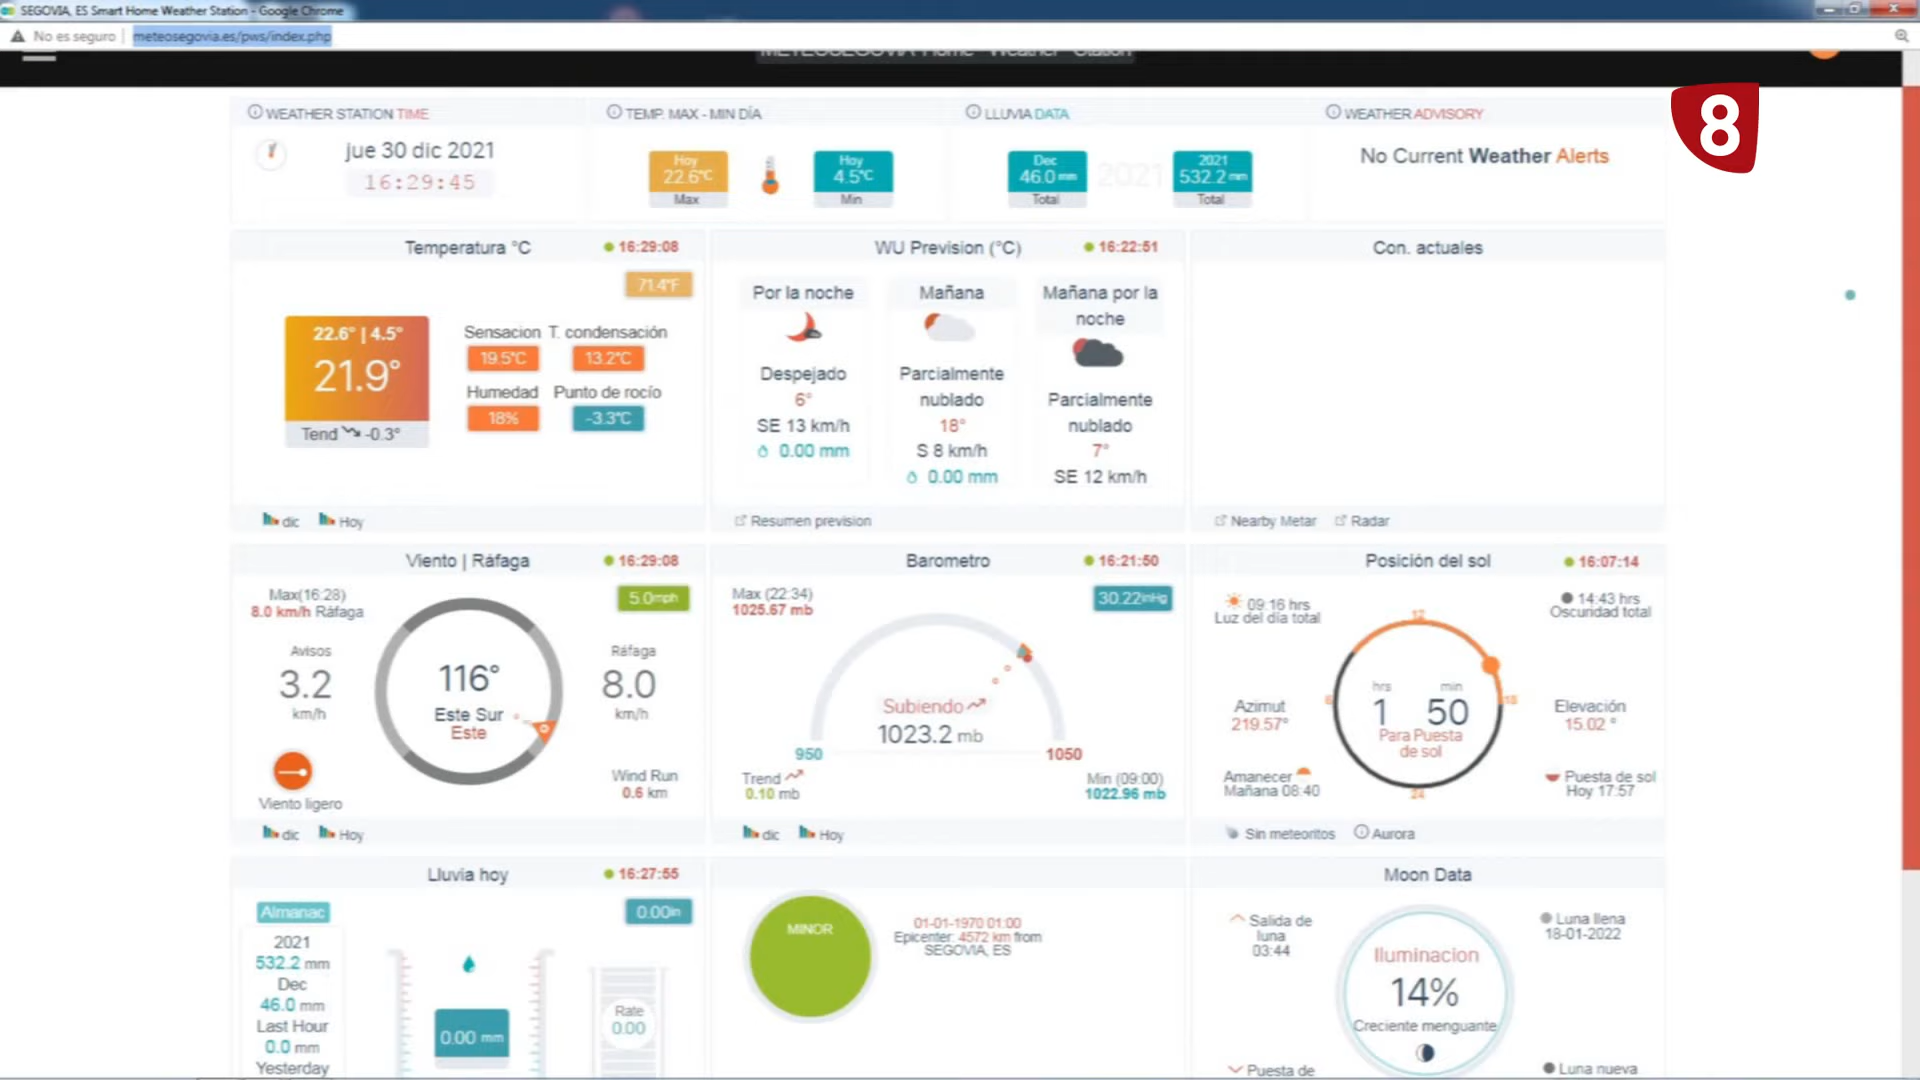 SEGOVIA, ES Smart Home Weather Station - Google Chrome
No es seguro | meteosegovia.es/pws/index.php
METEOSEGOVIA Home Weather Station
8
WEATHER STATION TIME
jue 30 dic 2021
16:29:45
TEMP. MAX - MIN DÍA
Hoy
22.6°C
Max
Hoy
4.5°C
Min
LLUVIA DATA
Dec
46.0 mm
Total
2021
2021
532.2 mm
Total
WEATHER ADVISORY
No Current Weather Alerts
Temperatura °C
16:29:08
71.4°F
22.6° | 4.5°
21.9°
Tend -0.3°
Sensacion T. condensación
19.5°C 13.2°C
Humedad Punto de rocío
18% -3.3°C
dic Hoy
WU Prevision (°C)
16:22:51
Por la noche
Despejado
6°
SE 13 km/h
0.00 mm
Mañana
Parcialmente
nublado
18°
S 8 km/h
0.00 mm
Mañana por la
noche
Parcialmente
nublado
7°
SE 12 km/h
Resumen prevision
Con. actuales
Nearby Metar Radar
Viento | Ráfaga
16:29:08
Max(16:28)
8.0 km/h Ráfaga
5.0mph
Avisos
3.2
km/h
116°
Este Sur
Este
Ráfaga
8.0
km/h
Viento ligero
Wind Run
0.6 km
dic Hoy
Barometro
16:21:50
Max (22:34)
1025.67 mb
30.22inHg
Subiendo
1023.2 mb
950
1050
Trend
0.10 mb
Min (09:00)
1022.96 mb
dic Hoy
Posición del sol
16:07:14
09:16 hrs
Luz del día total
14:43 hrs
Oscuridad total
12
6
18
24
Azimut
219.57°
hrs min
1 50
Para Puesta
de sol
Elevación
15.02 °
Amanecer
Mañana 08:40
Puesta de sol
Hoy 17:57
Sin meteoritos Aurora
Lluvia hoy
16:27:55
Almanac
0.00in
2021
532.2 mm
Dec
46.0 mm
Last Hour
0.0 mm
Yesterday
0.00 mm
Rate
0.00
MINOR
01-01-1970 01:00
Epicenter: 4572 km from
SEGOVIA, ES
Moon Data
Salida de
luna
03:44
Luna llena
18-01-2022
Iluminacion
14%
Creciente menguante
Puesta de
Luna nueva